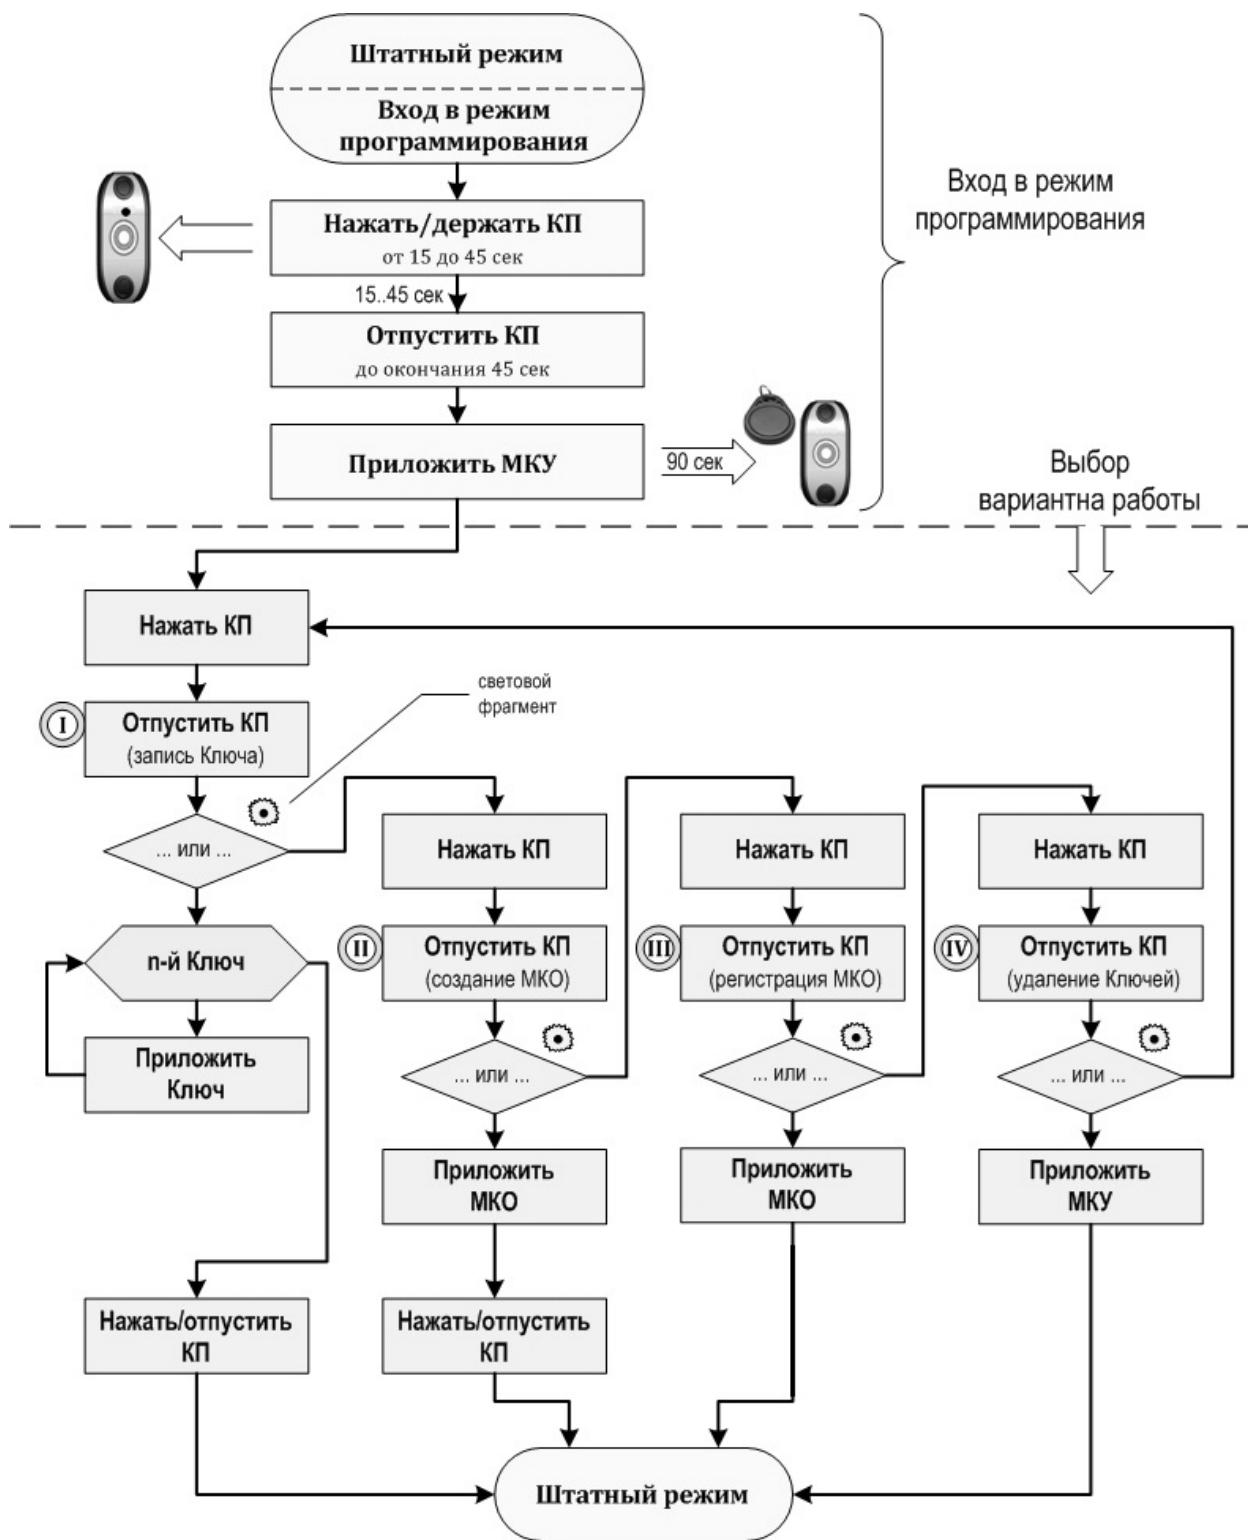 Штатный режим
Вход в режим
программирования
Нажать/держать КП
от 15 до 45 сек
15..45 сек
Отпустить КП
до окончания 45 сек
Приложить МКУ
90 сек
Вход в режим
программирования
Выбор
вариантна работы
Нажать КП
I
Отпустить КП
(запись Ключа)
световой
фрагмент
... или ...
n-й Ключ
Приложить
Ключ
Нажать/отпустить
КП
Нажать КП
II
Отпустить КП
(создание МКО)
... или ...
Приложить
МКО
Нажать/отпустить
КП
Нажать КП
III
Отпустить КП
(регистрация МКО)
... или ...
Приложить
МКО
Нажать КП
IV
Отпустить КП
(удаление Ключей)
... или ...
Приложить
МКУ
Штатный режим